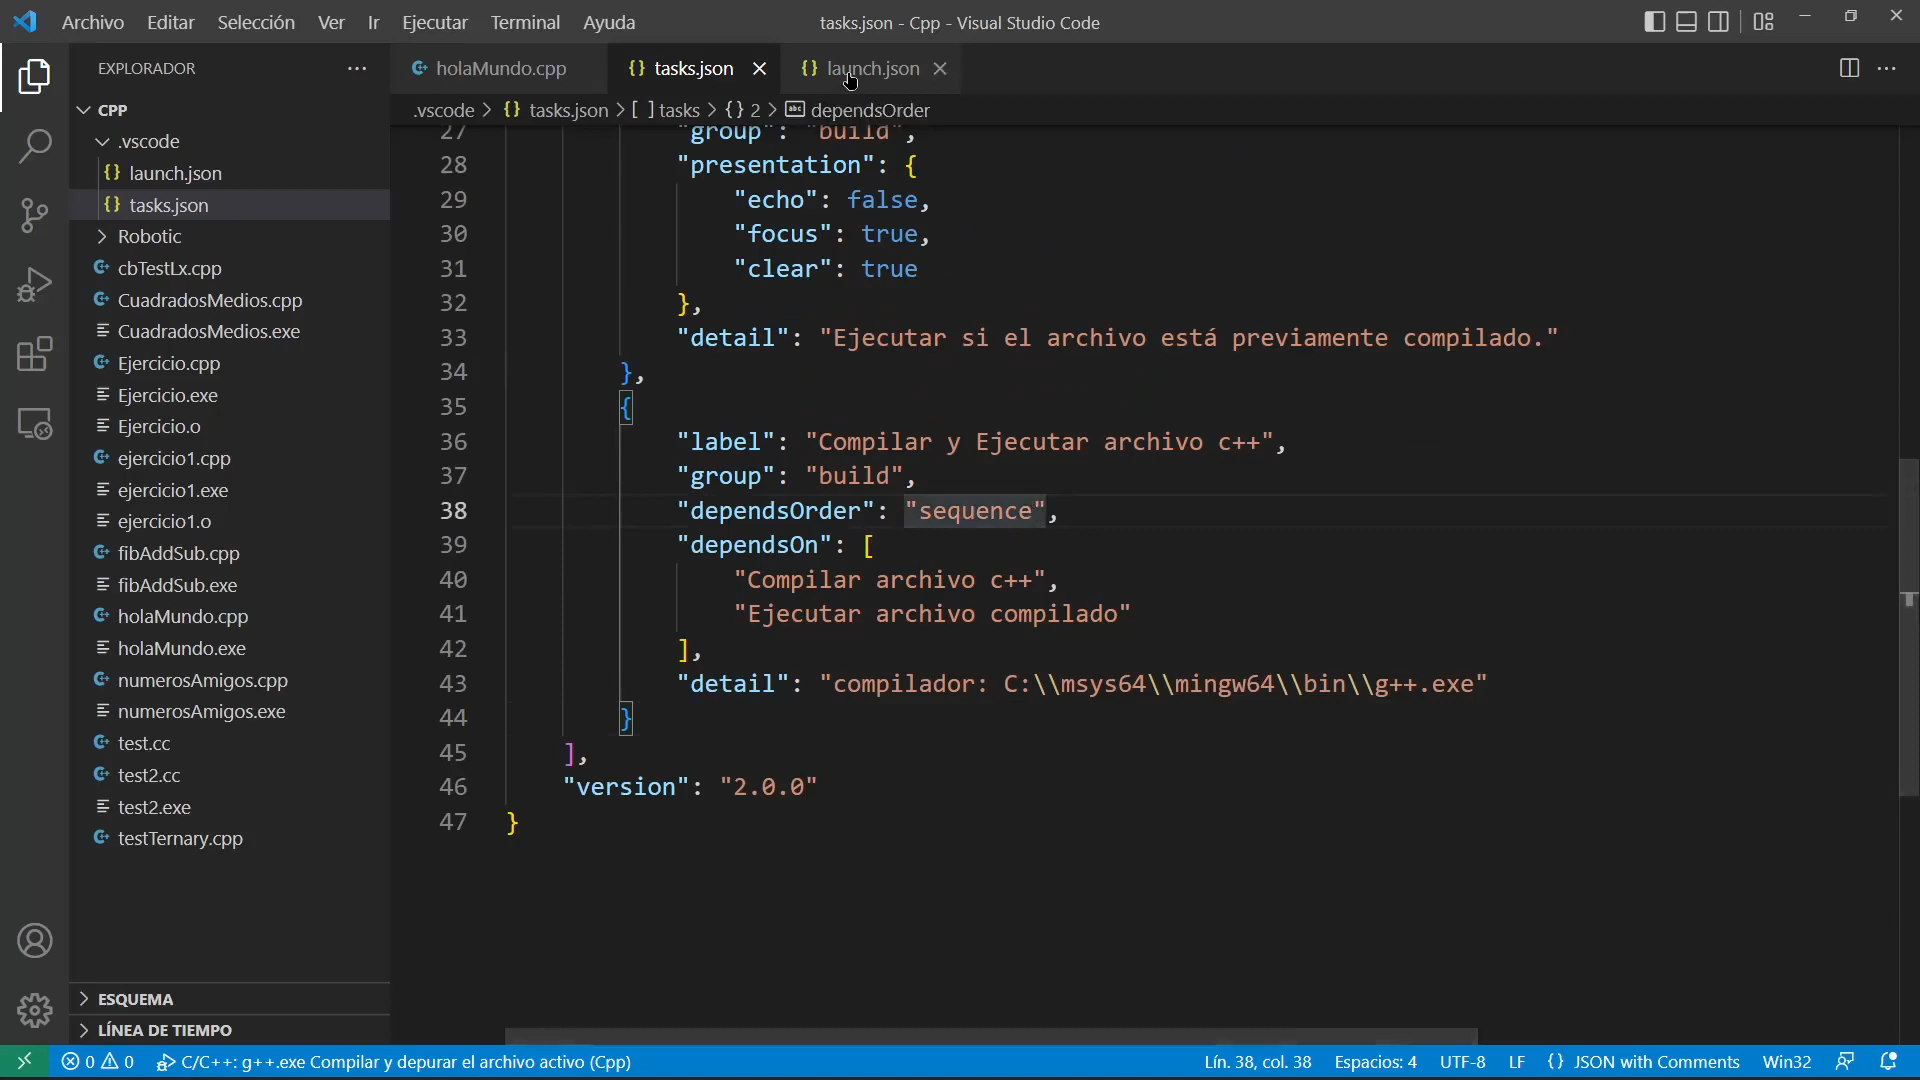 Archivo Editar Selección Ver Ir Ejecutar Terminal Ayuda
tasks.json - Cpp - Visual Studio Code
EXPLORADOR
CPP
.vscode
launch.json
tasks.json
Robotic
cbTestLx.cpp
CuadradosMedios.cpp
CuadradosMedios.exe
Ejercicio.cpp
Ejercicio.exe
Ejercicio.o
ejercicio1.cpp
ejercicio1.exe
ejercicio1.o
fibAddSub.cpp
fibAddSub.exe
holaMundo.cpp
holaMundo.exe
numerosAmigos.cpp
numerosAmigos.exe
test.cc
test2.cc
test2.exe
testTernary.cpp
ESQUEMA
LÍNEA DE TIEMPO
holaMundo.cpp {} tasks.json {} launch.json
.vscode > {} tasks.json > [ ] tasks > {} 2 > abc dependsOrder
27 "group": "build",
28 "presentation": {
29 "echo": false,
30 "focus": true,
31 "clear": true
32 },
33 "detail": "Ejecutar si el archivo está previamente compilado."
34 },
35 {
36 "label": "Compilar y Ejecutar archivo c++",
37 "group": "build",
38 "dependsOrder": "sequence",
39 "dependsOn": [
40 "Compilar archivo c++",
41 "Ejecutar archivo compilado"
42 ],
43 "detail": "compilador: C:\\msys64\\mingw64\\bin\\g++.exe"
44 }
45 ],
46 "version": "2.0.0"
47 }
0 0 C/C++: g++.exe Compilar y depurar el archivo activo (Cpp) Lín. 38, col. 38 Espacios: 4 UTF-8 LF {} JSON with Comments Win32